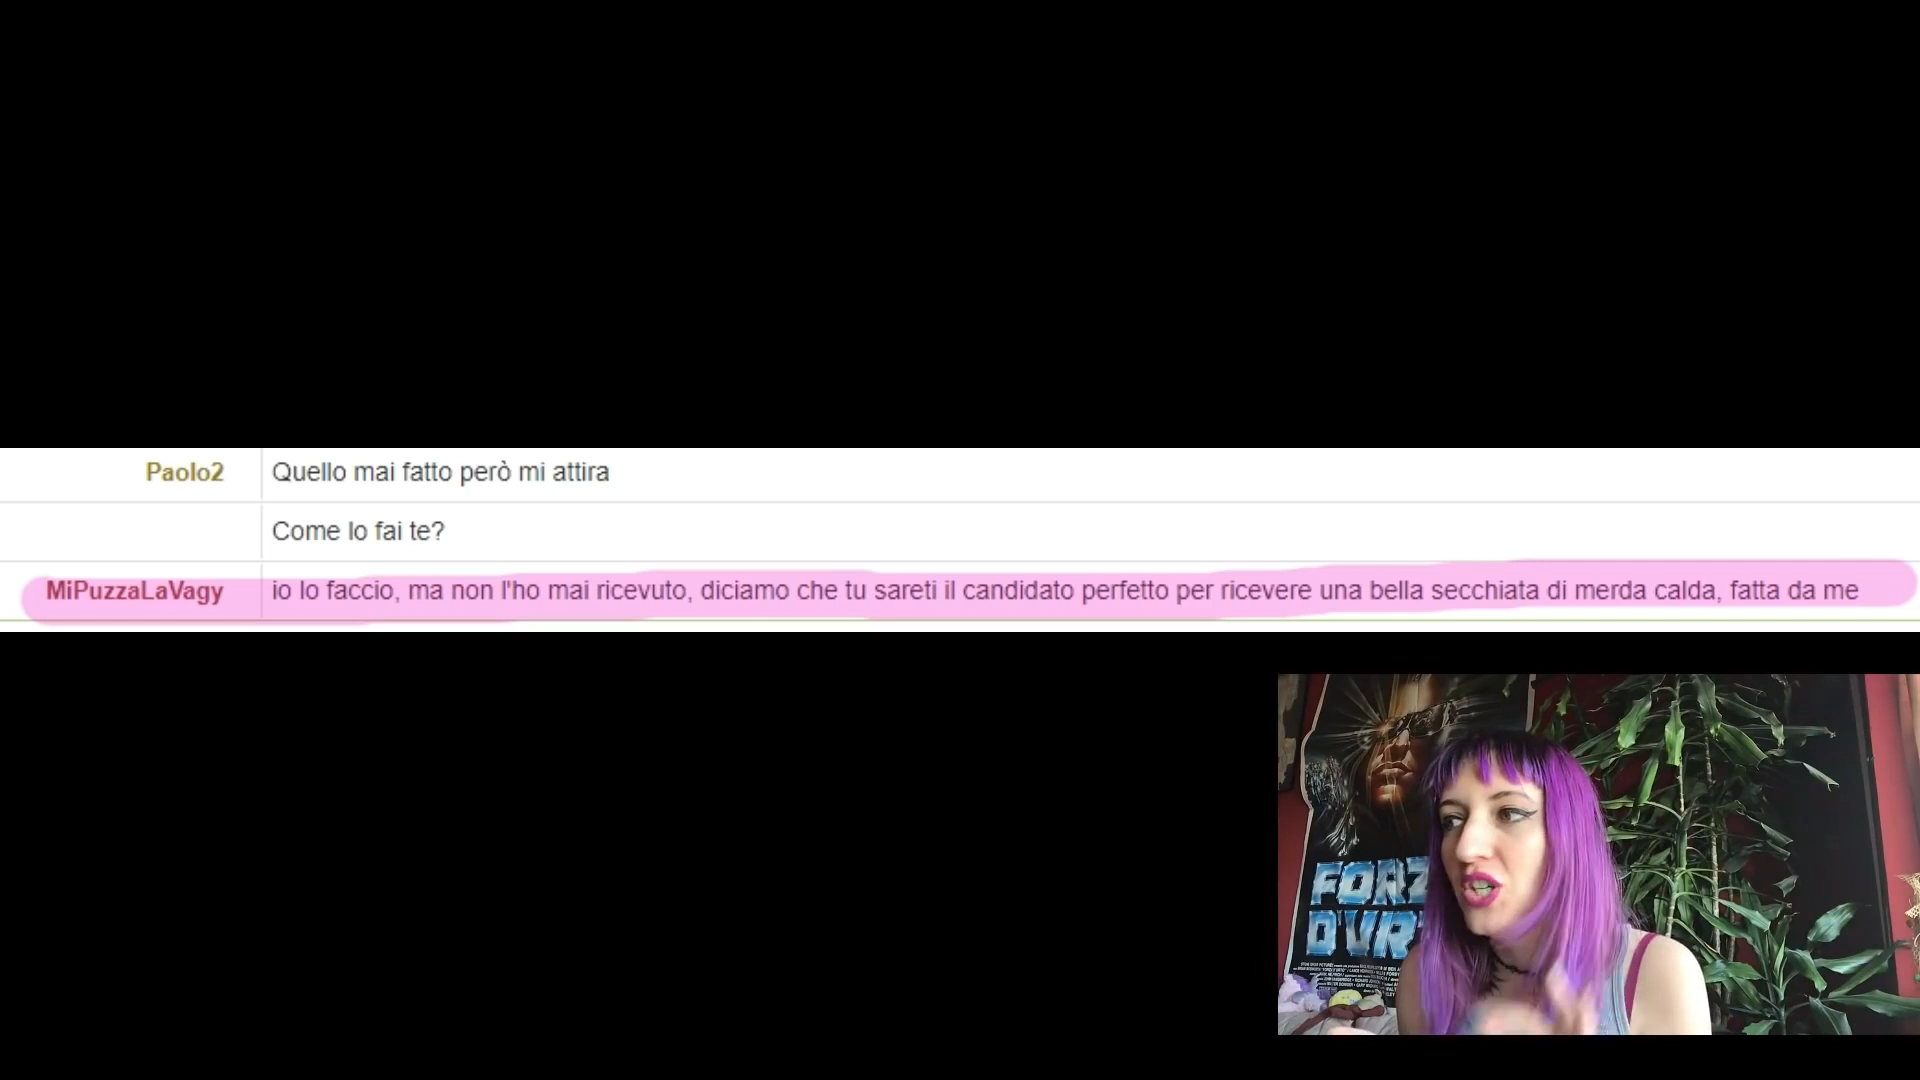 Paolo2 Quello mai fatto però mi attira
Come lo fai te?
MiPuzzaLaVagy io lo faccio, ma non l'ho mai ricevuto, diciamo che tu sareti il candidato perfetto per ricevere una bella secchiata di merda calda, fatta da me
FORZ
D'UR